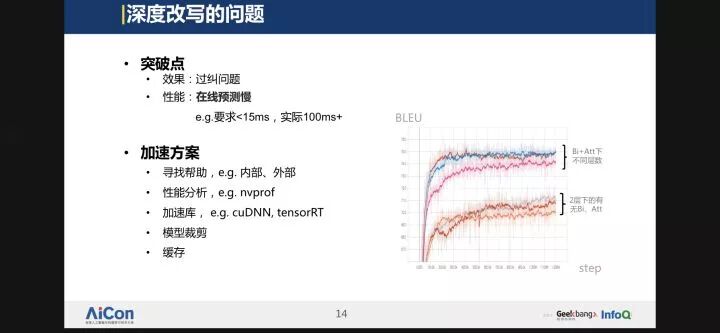 深度改写的问题
• 突破点
• 效果：过纠问题
• 性能：在线预测慢
e.g.要求<15ms，实际100ms+
• 加速方案
• 寻找帮助，e.g. 内部、外部
• 性能分析，e.g. nvprof
• 加速库， e.g. cuDNN, tensorRT
• 模型裁剪
• 缓存
BLEU
Bi+Att下
不同层数
2层下的有
无Bi、Att
step
AiCon
14
Geekbang
InfoQ